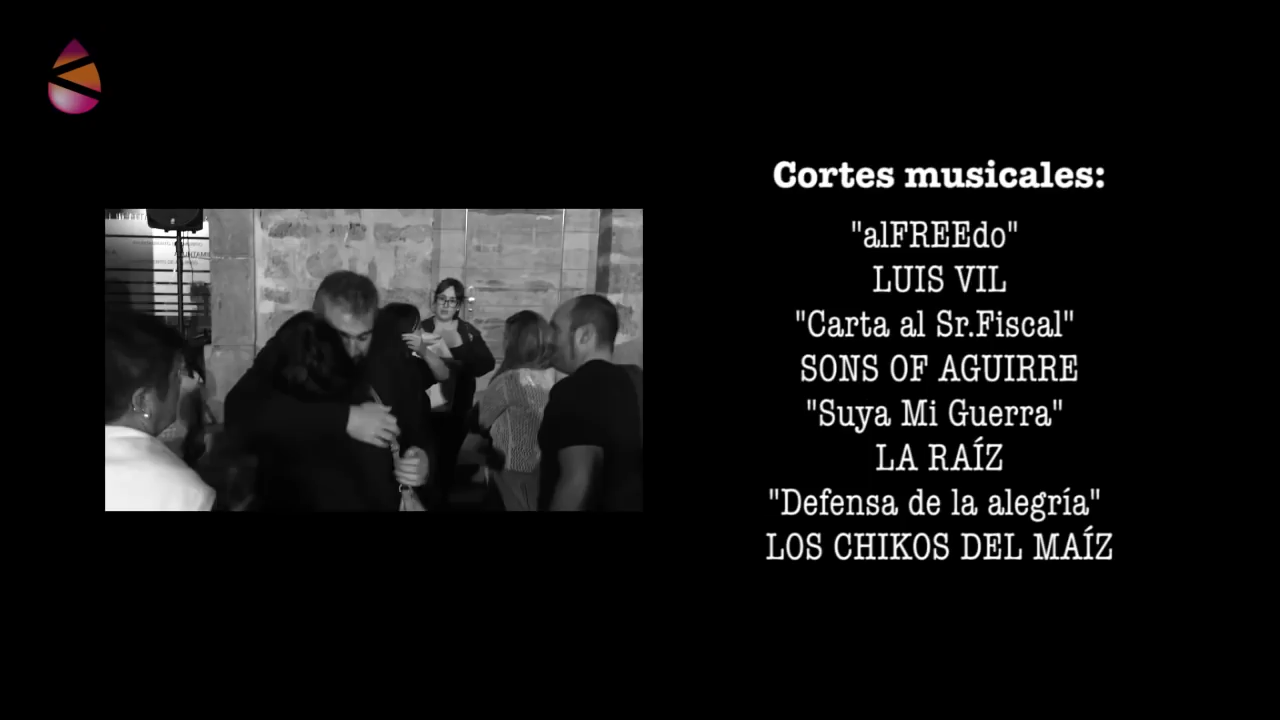 Cortes musicales:
"alFREEdo"
LUIS VIL
"Carta al Sr.Fiscal"
SONS OF AGUIRRE
"Suya Mi Guerra"
LA RAÍZ
"Defensa de la alegría"
LOS CHIKOS DEL MAÍZ